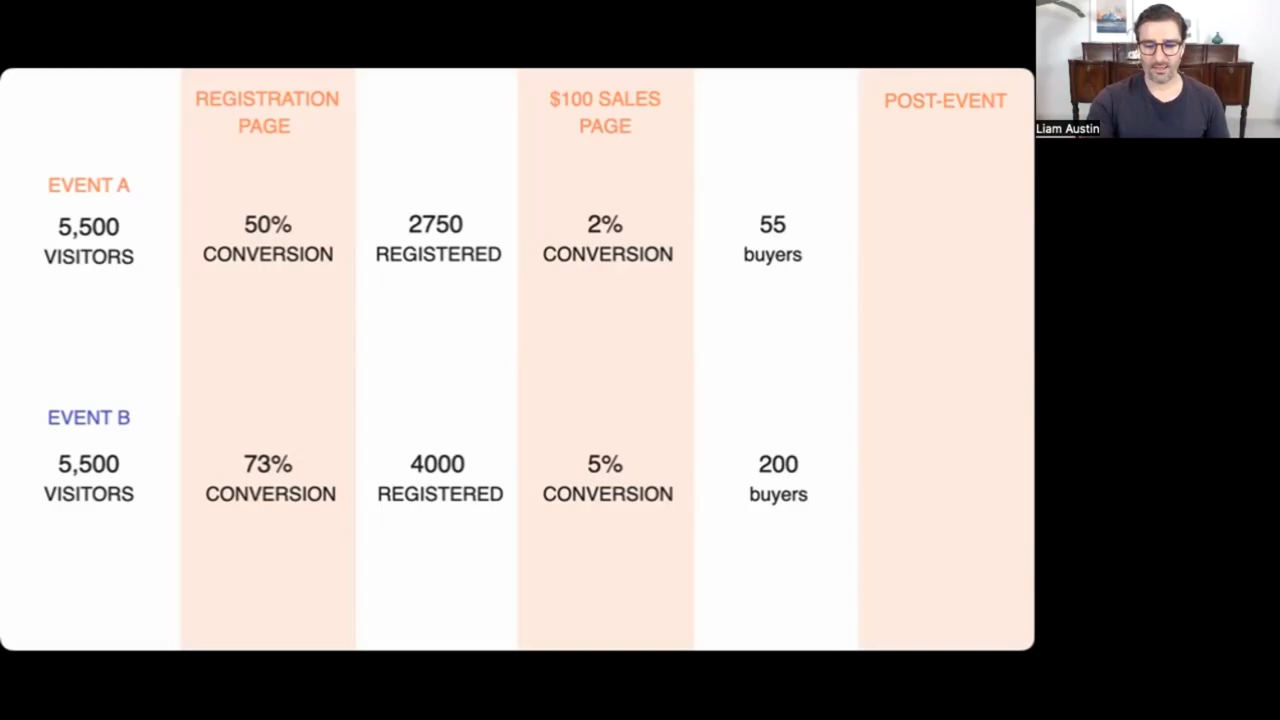 REGISTRATION
PAGE
$100 SALES
PAGE
POST-EVENT
EVENT A
5,500
VISITORS
50%
CONVERSION
2750
REGISTERED
2%
CONVERSION
55
buyers
EVENT B
5,500
VISITORS
73%
CONVERSION
4000
REGISTERED
5%
CONVERSION
200
buyers
Liam Austin